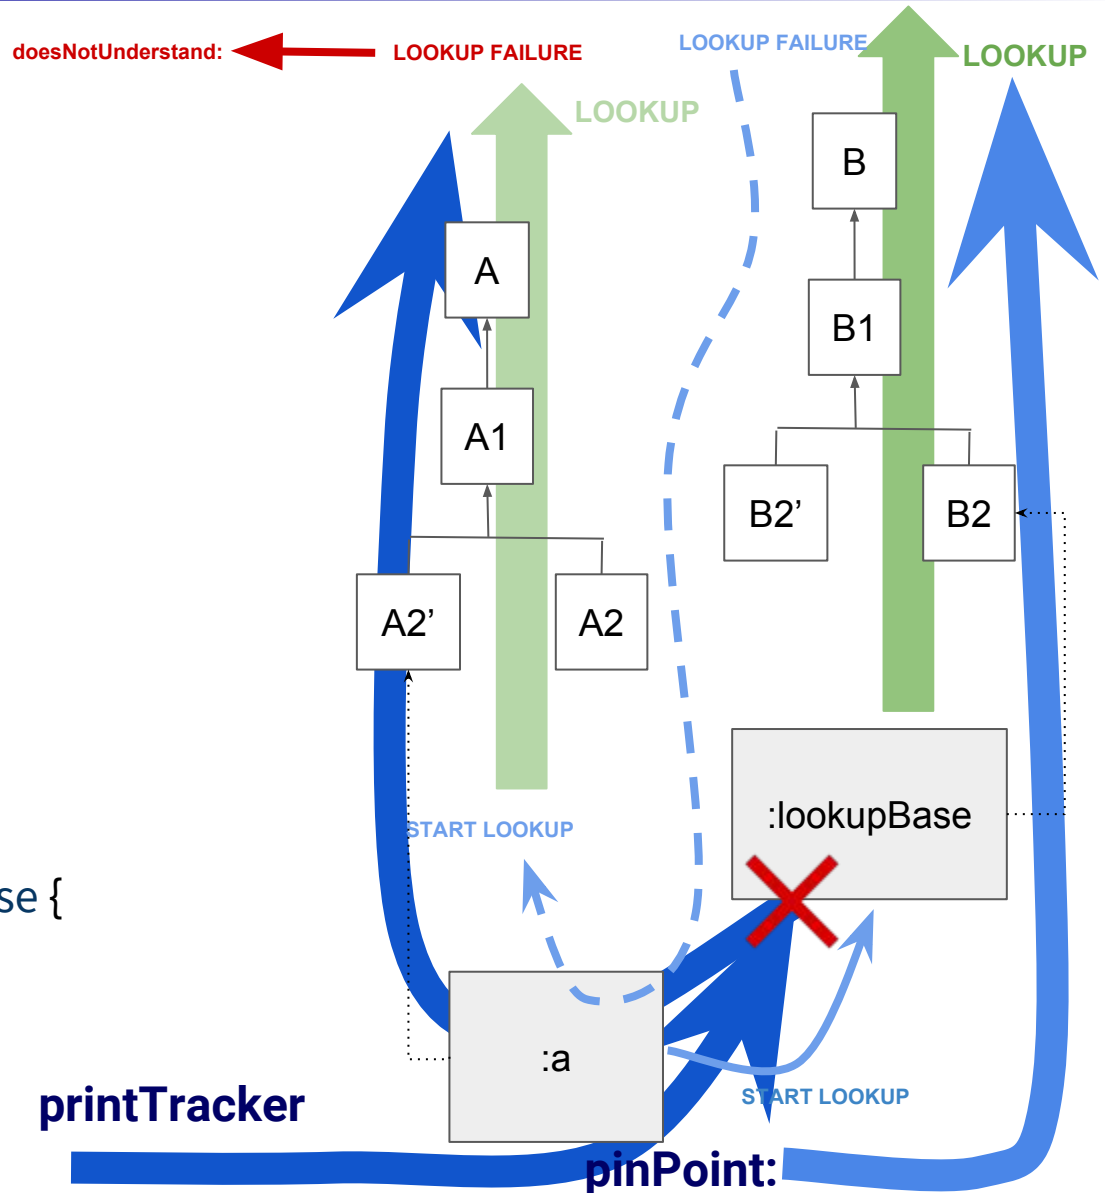 doesNotUnderstand:
LOOKUP FAILURE
LOOKUP FAILURE
LOOKUP
LOOKUP
B
A
B1
A1
B2’
B2
A2’
A2
:lookupBase
START LOOKUP
se {
:a
START LOOKUP
printTracker
pinPoint: